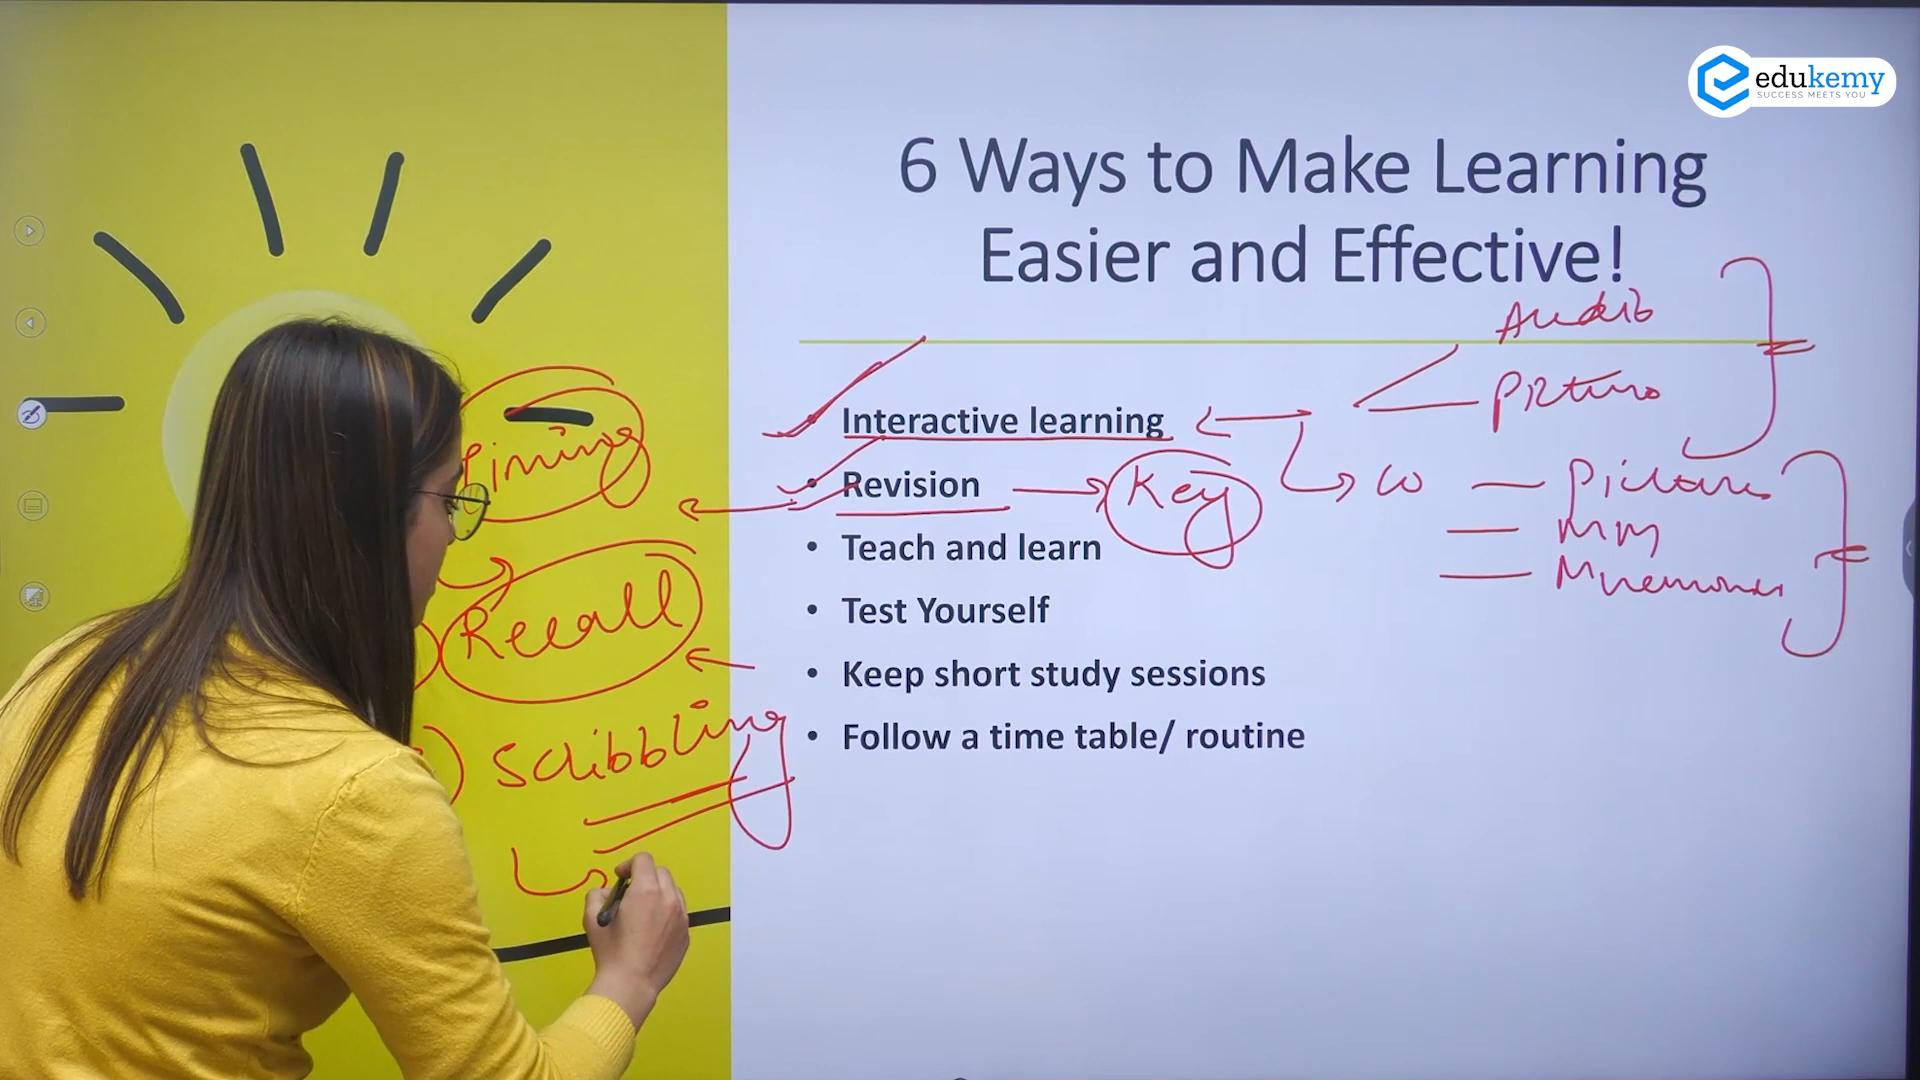 edukemy
SUCCESS MEETS YOU
6 Ways to Make Learning
Easier and Effective!
Audio
Interactive learning
Revision
Key
Pictures
MM
Teach and learn
Test Yourself
Keep short study sessions
Follow a time table/ routine
Timing
Recall
Scribbling